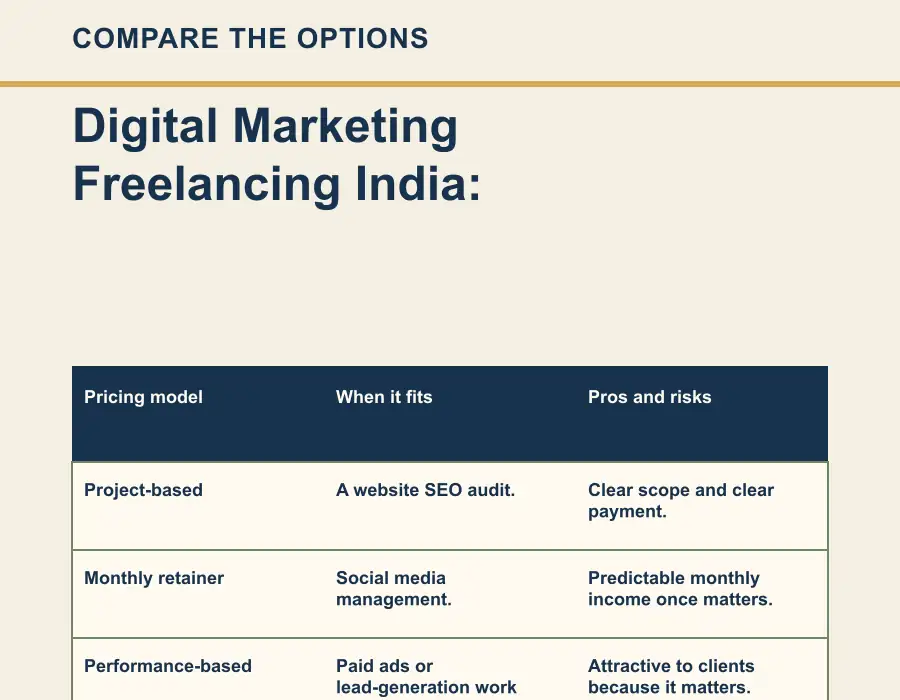 COMPARE THE OPTIONS
Digital Marketing
Freelancing India:
Pricing model
When it fits
Pros and risks
Project-based
A website SEO audit.
Clear scope and clear
payment.
Monthly retainer
Social media
management.
Predictable monthly
income once matters.
Performance-based
Paid ads or
lead-generation work
Attractive to clients
because it matters.